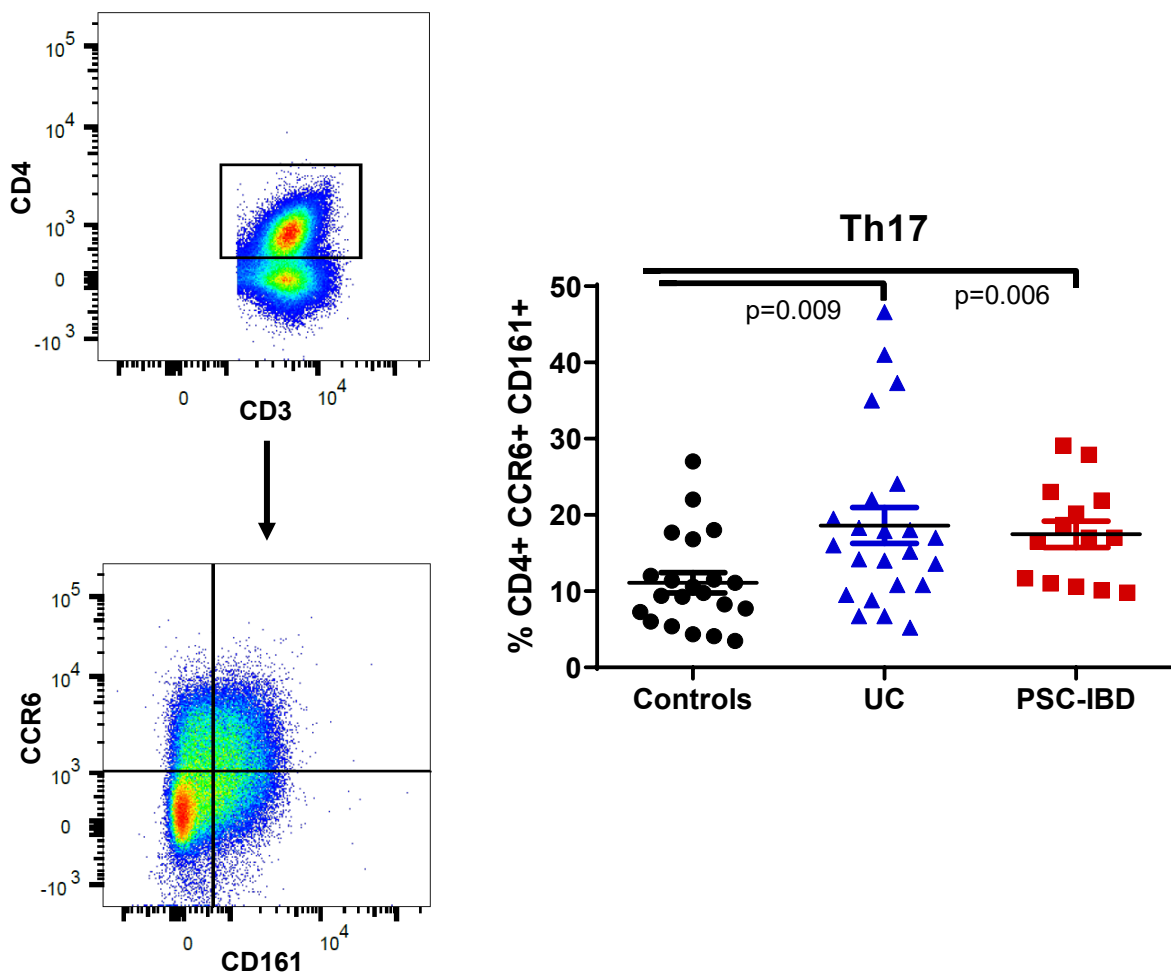 10^5
10^4
10^3
0
-10^3
CD4
0
10^4
CD3
10^5
10^4
10^3
0
-10^3
CCR6
0
10^4
CD161
Th17
p=0.009
p=0.006
50
40
30
20
10
0
% CD4+ CCR6+ CD161+
Controls
UC
PSC-IBD